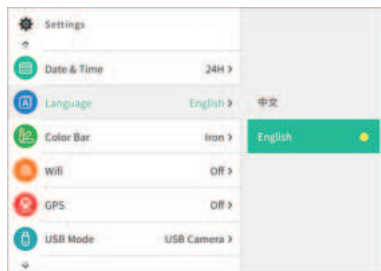 Settings
Date & Time 24H >
Language English > 中文
Color Bar Iron > English
Wifi Off >
GPS Off >
USB Mode USB Camera >